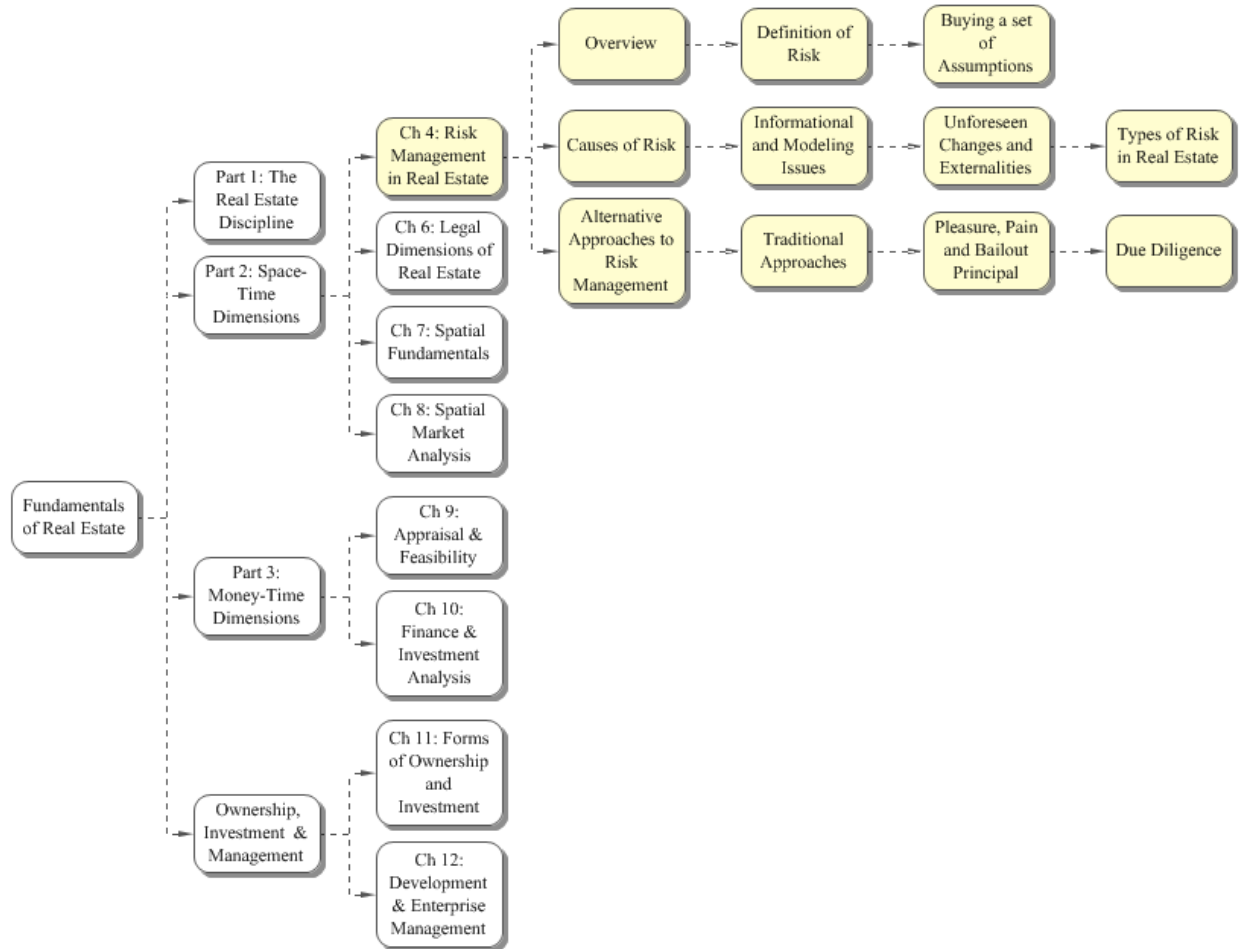 Fundamentals
of Real Estate
Part 1: The
Real Estate
Discipline
Part 2: Space-
Time
Dimensions
Part 3:
Money-Time
Dimensions
Ownership,
Investment &
Management
Ch 4: Risk
Management
in Real Estate
Ch 6: Legal
Dimensions of
Real Estate
Ch 7: Spatial
Fundamentals
Ch 8: Spatial
Market
Analysis
Ch 9:
Appraisal &
Feasibility
Ch 10:
Finance &
Investment
Analysis
Ch 11: Forms
of Ownership
and
Investment
Ch 12:
Development
& Enterprise
Management
Overview
Definition of
Risk
Buying a set
of
Assumptions
Causes of Risk
Informational
and Modeling
Issues
Unforeseen
Changes and
Externalities
Types of Risk
in Real Estate
Alternative
Approaches to
Risk
Management
Traditional
Approaches
Pleasure, Pain
and Bailout
Principal
Due Diligence